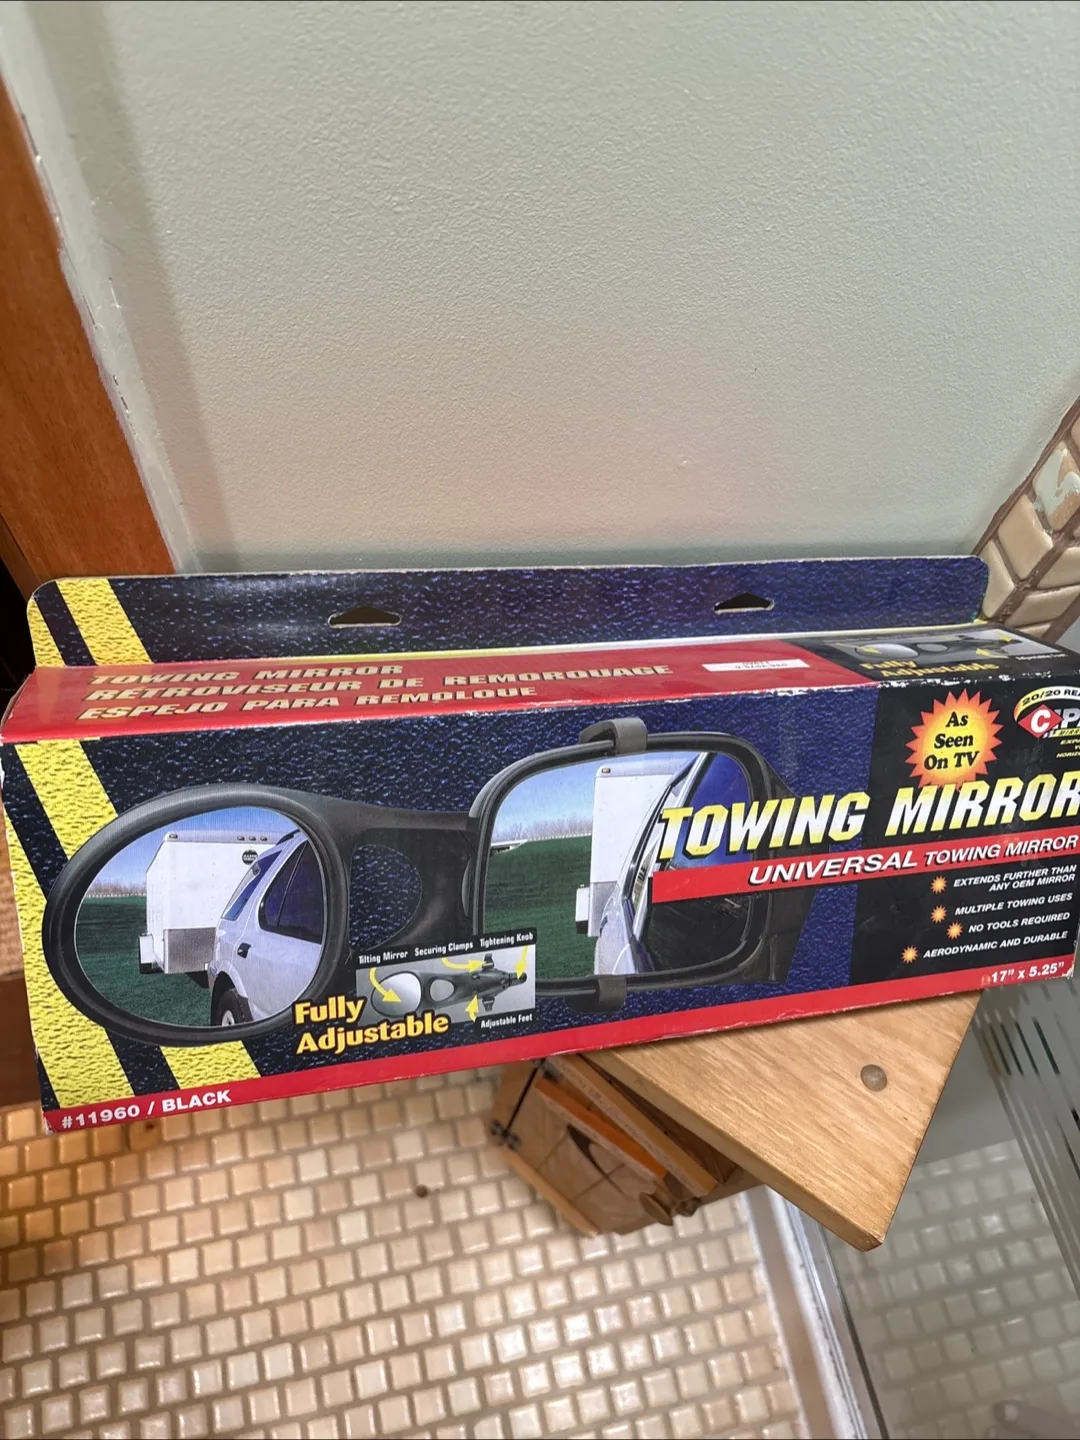 TOWING MIRROR
RETROVISEUR DE REMORQUAGE
ESPEJO PARA REMOLQUE
Fully
Adjustable
As
Seen
On TV
20/20
TOWING MIRROR
UNIVERSAL TOWING MIRROR
EXTENDS FURTHER THAN
ANY OEM MIRROR
MULTIPLE TOWING USES
NO TOOLS REQUIRED
AERODYNAMIC AND DURABLE
17" x 5.25"
Tilting Mirror Securing Clamps Tightening Knob
Adjustable Feet
Fully
Adjustable
#11960 / BLACK